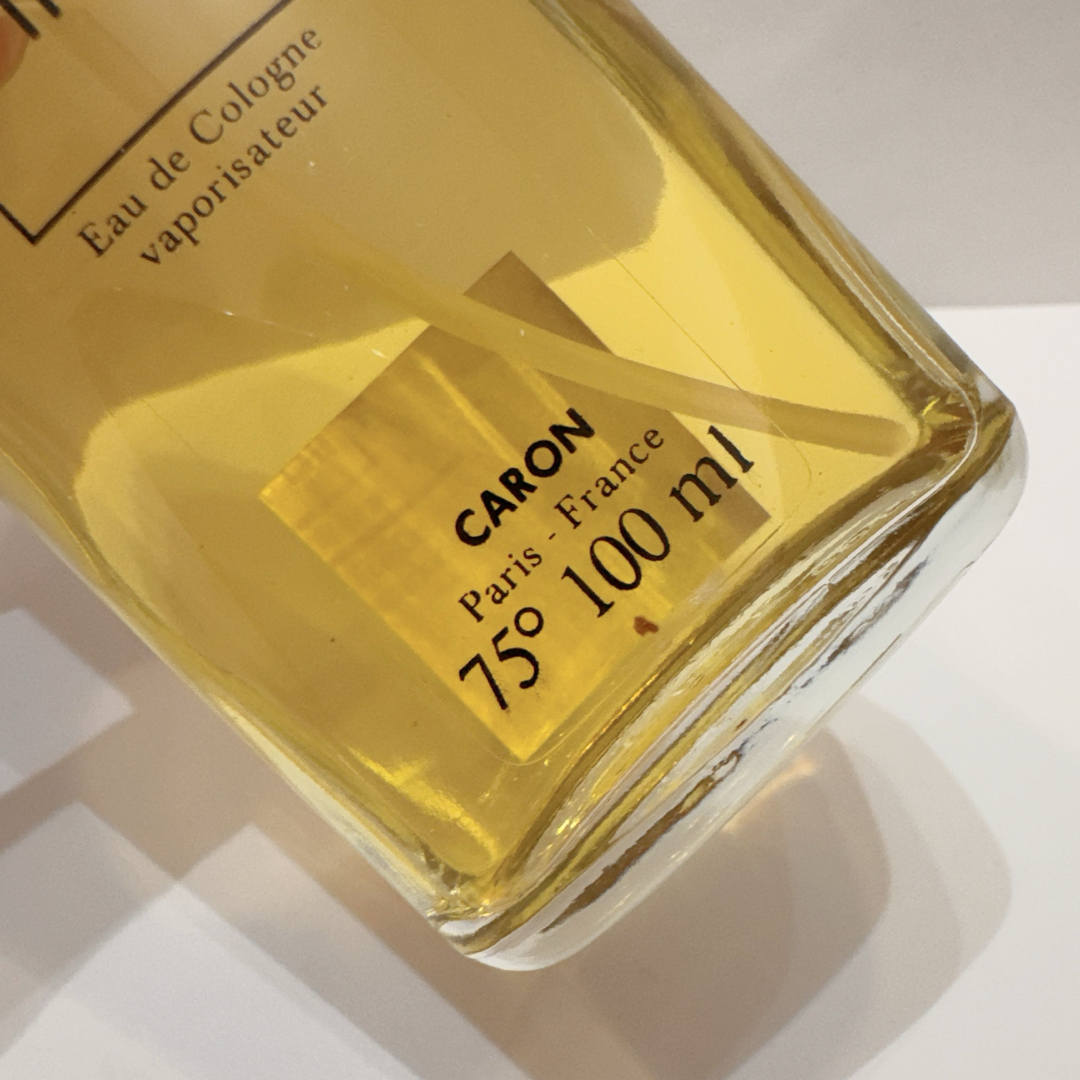 Eau de Cologne
vaporisateur
CARON
Paris - France
75° 100 ml